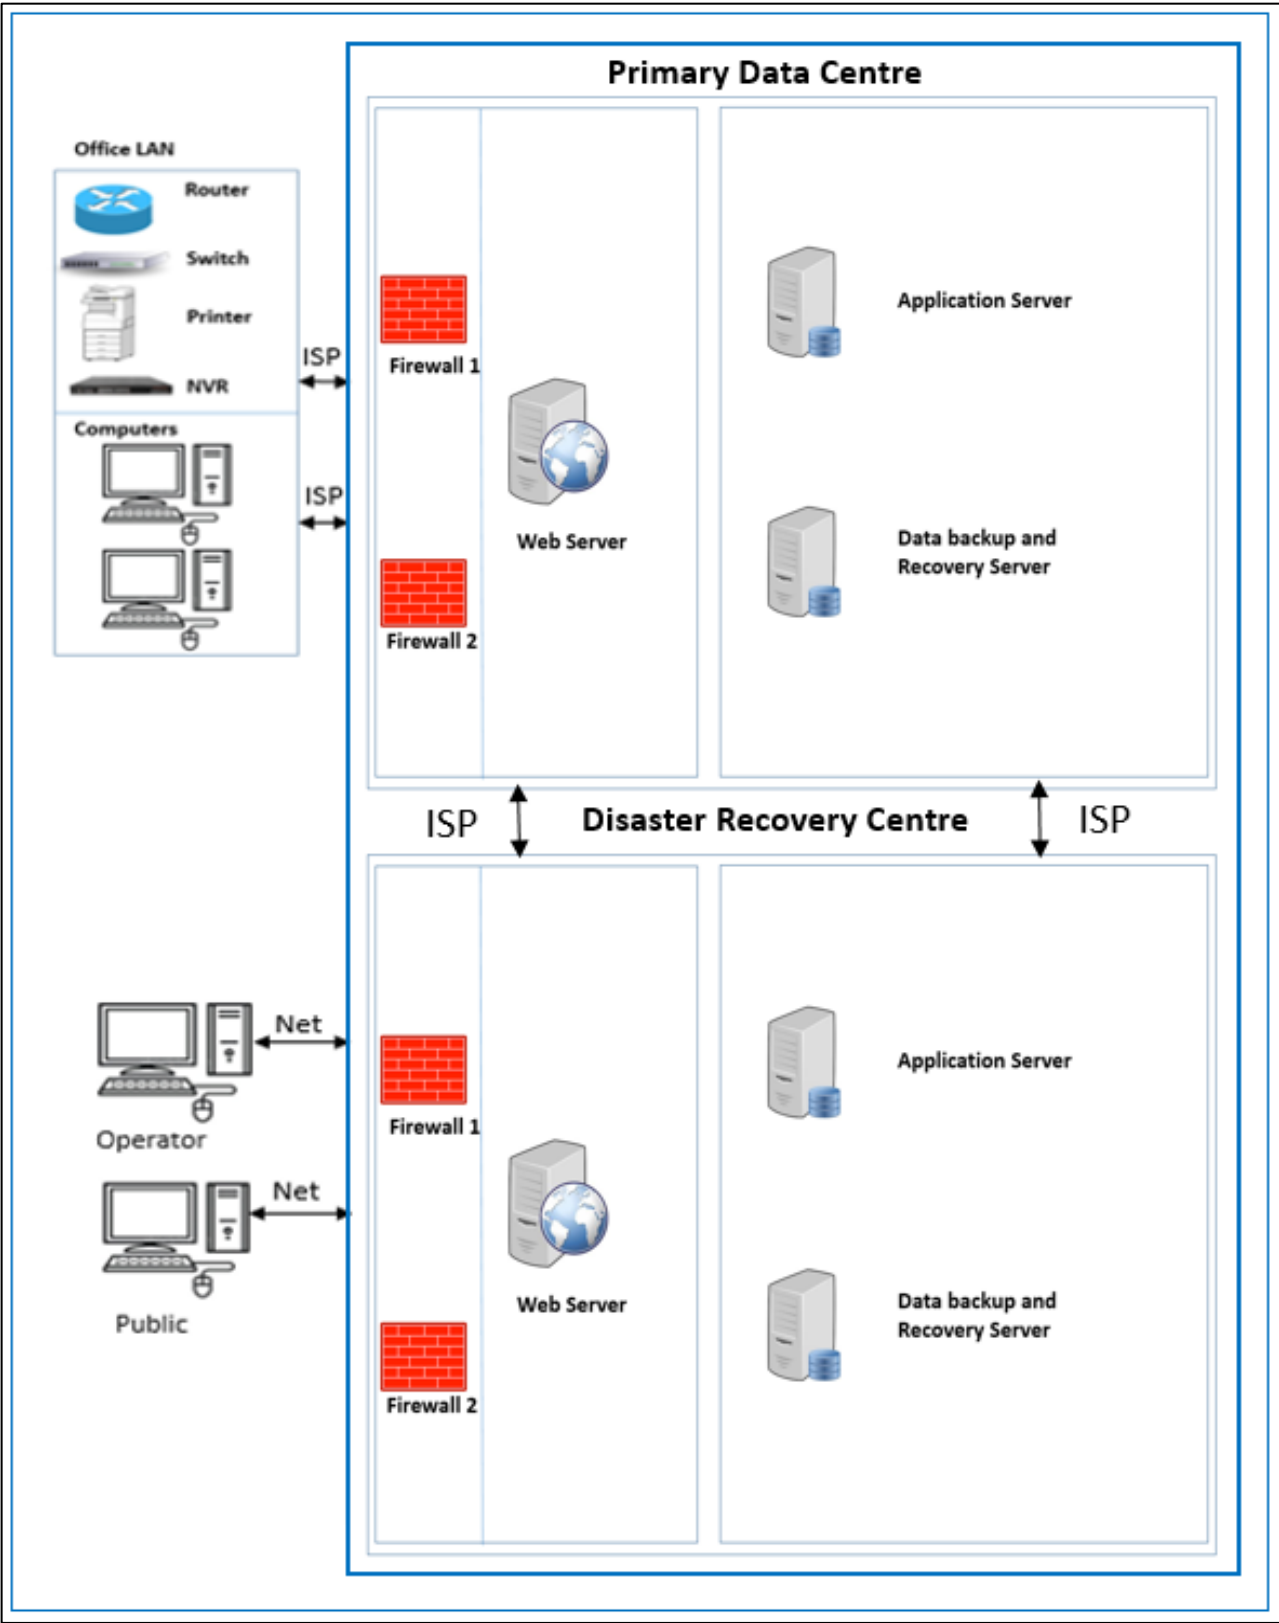 Primary Data Centre
Office LAN
Router
Switch
Printer
NVR
Computers
ISP
ISP
Firewall 1
Web Server
Firewall 2
Application Server
Data backup and
Recovery Server
ISP
Disaster Recovery Centre
ISP
Net
Operator
Net
Public
Firewall 1
Web Server
Firewall 2
Application Server
Data backup and
Recovery Server